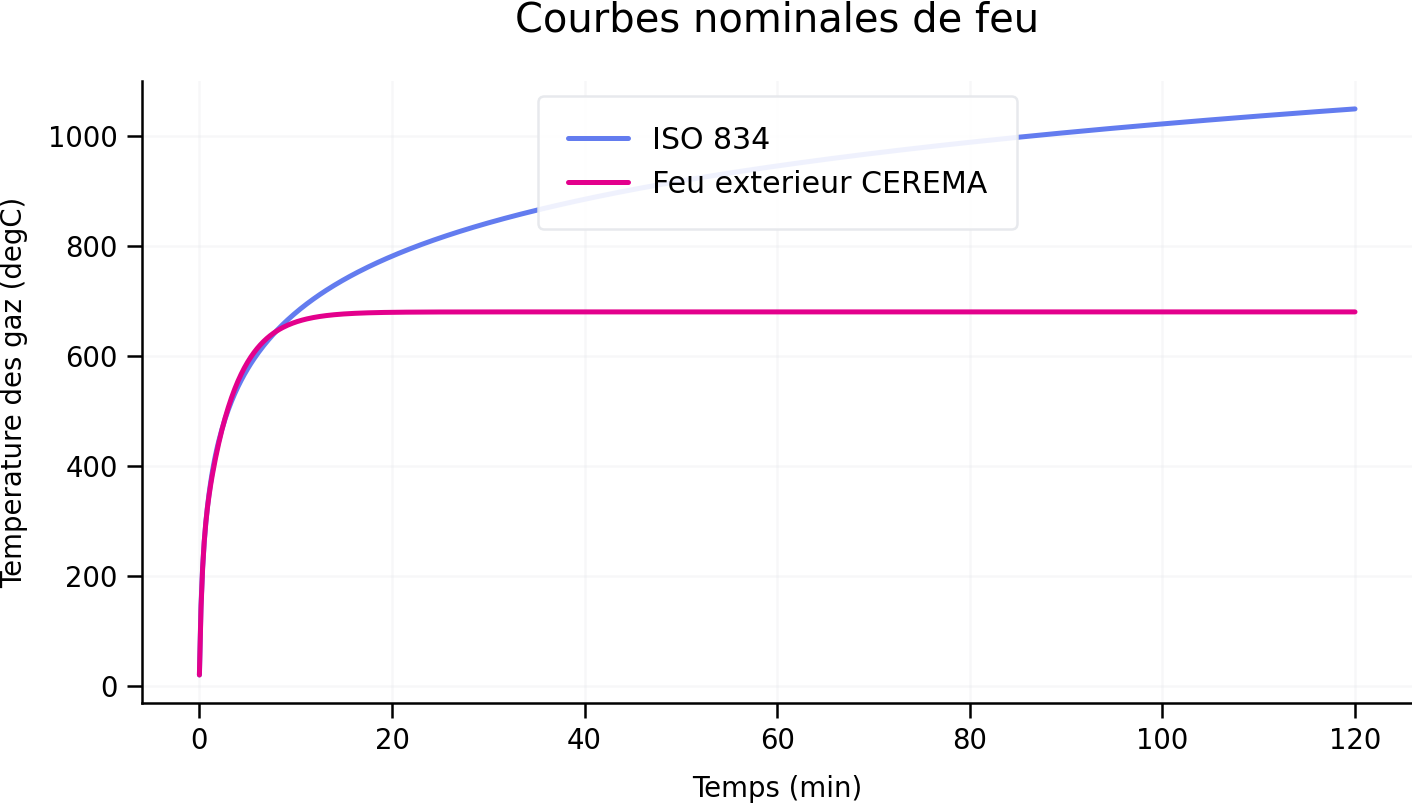 Courbes nominales de feu
Temperature des gaz (degC)
1000
800
600
400
200
0
ISO 834
Feu exterieur CEREMA
0 20 40 60 80 100 120
Temps (min)